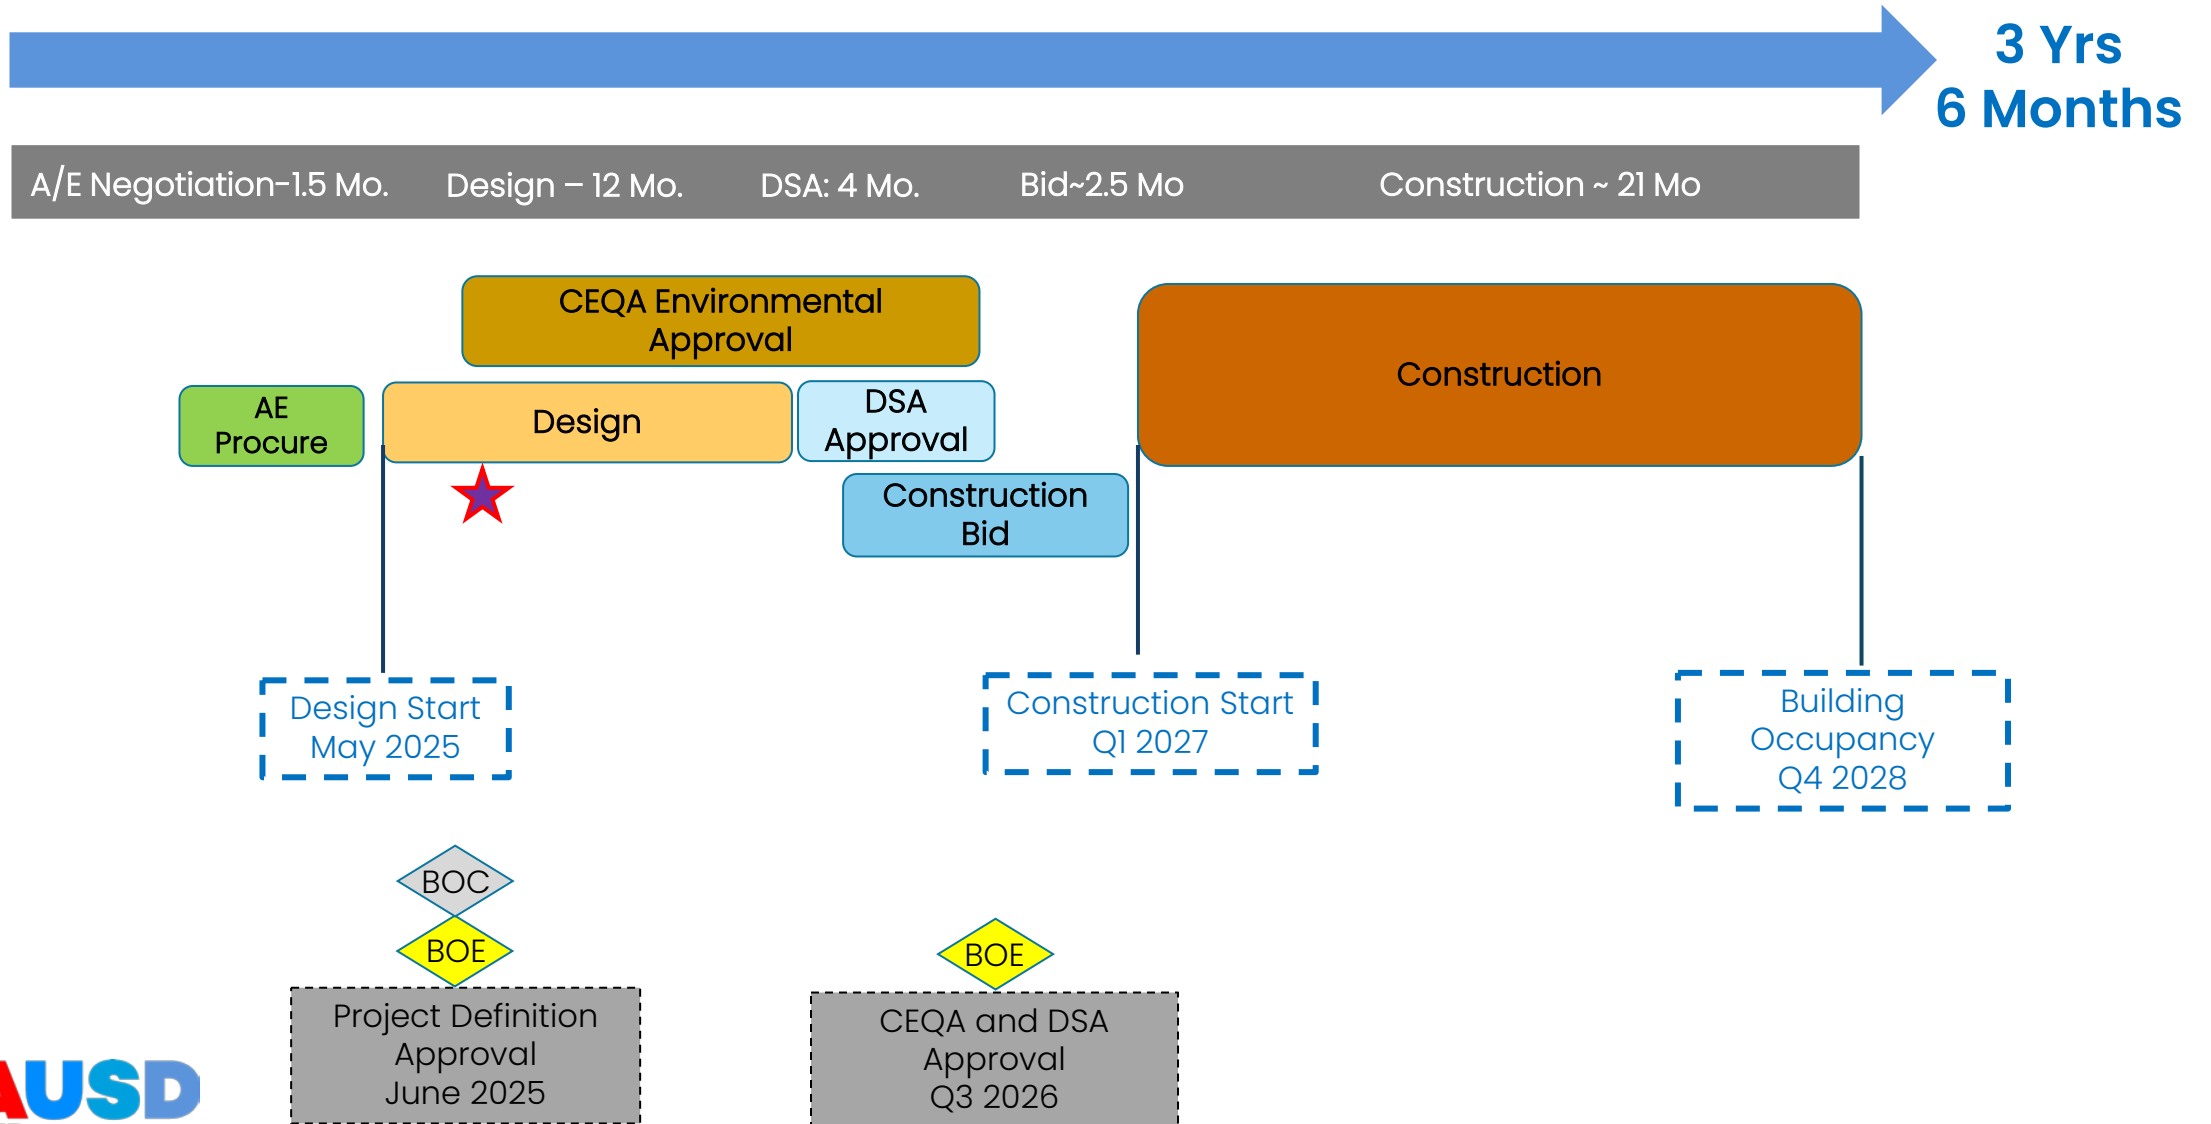 3 Yrs
6 Months
A/E Negotiation-1.5 Mo.
Design – 12 Mo.
DSA: 4 Mo.
Bid~2.5 Mo
Construction ~ 21 Mo
CEQA Environmental
Approval
Construction
AE
Procure
Design
DSA
Approval
Construction
Bid
Design Start
May 2025
Construction Start
Q1 2027
Building
Occupancy
Q4 2028
BOC
BOE
BOE
Project Definition
Approval
June 2025
CEQA and DSA
Approval
Q3 2026
AUSD